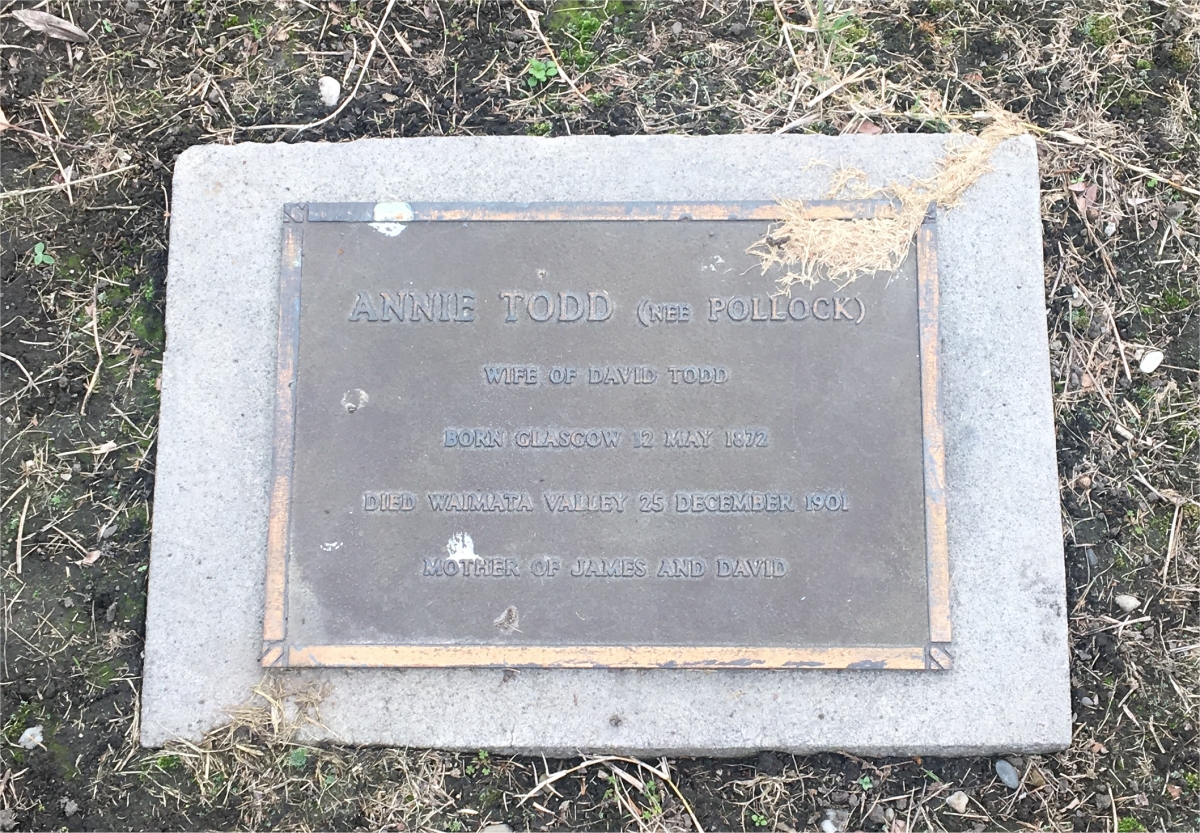 ANNIE TODD (NEE POLLOCK)
WIFE OF DAVID TODD
BORN GLASGOW 12 MAY 1872
DIED WAIMATA VALLEY 25 DECEMBER 1901
MOTHER OF JAMES AND DAVID